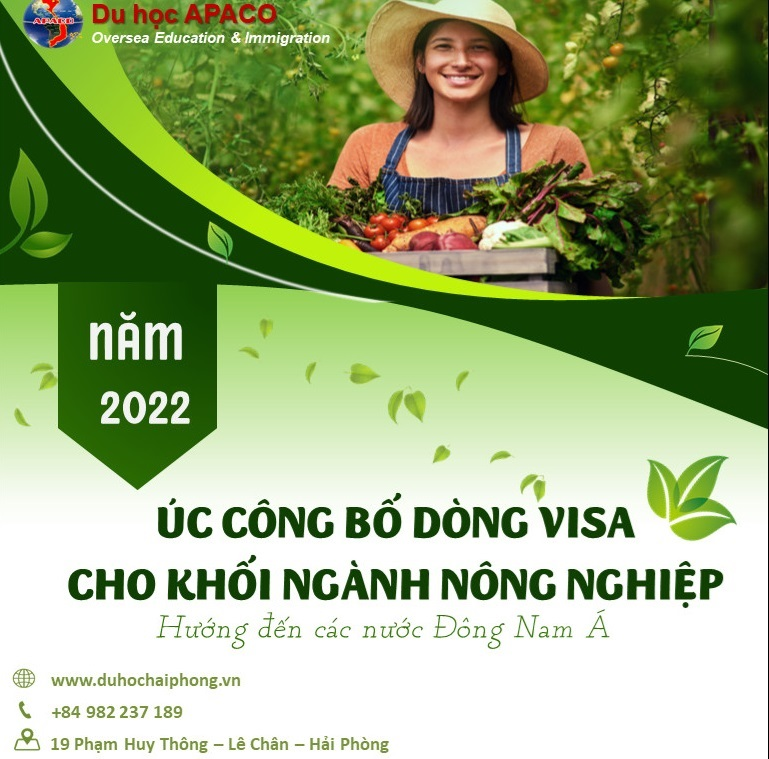 APACO
Du học APACO
Oversea Education & Immigration
NĂM
2022
ÚC CÔNG BỐ DÒNG VISA
CHO KHỐI NGÀNH NÔNG NGHIỆP
Hướng đến các nước Đông Nam Á
www.duhochaiphong.vn
+84 982 237 189
19 Phạm Huy Thông – Lê Chân – Hải Phòng